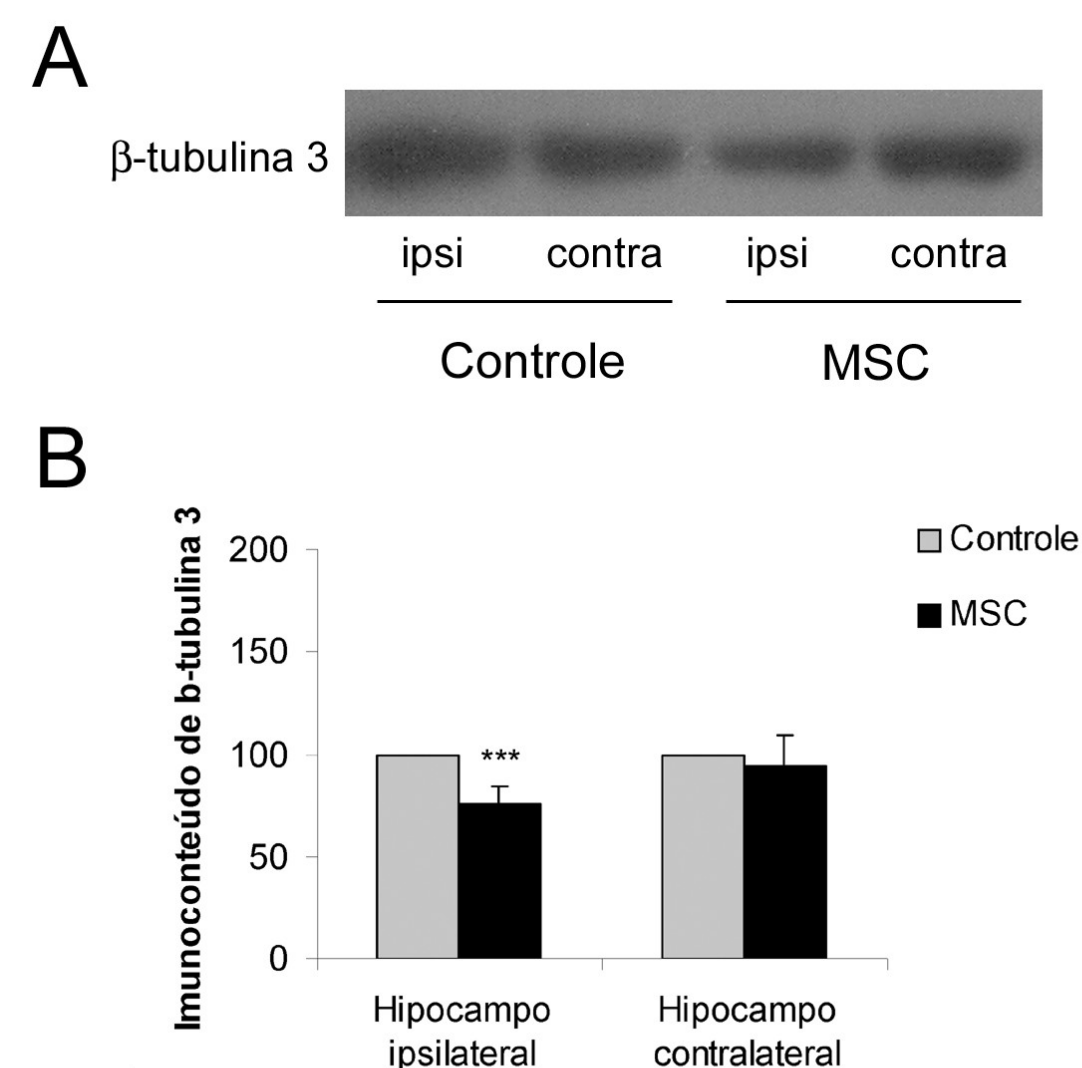 A
β-tubulina 3
ipsi contra ipsi contra
Controle MSC
B
Imunoconteúdo de b-tubulina 3
200
150
100
50
0
***
Controle
MSC
Hipocampo ipsilateral
Hipocampo contralateral